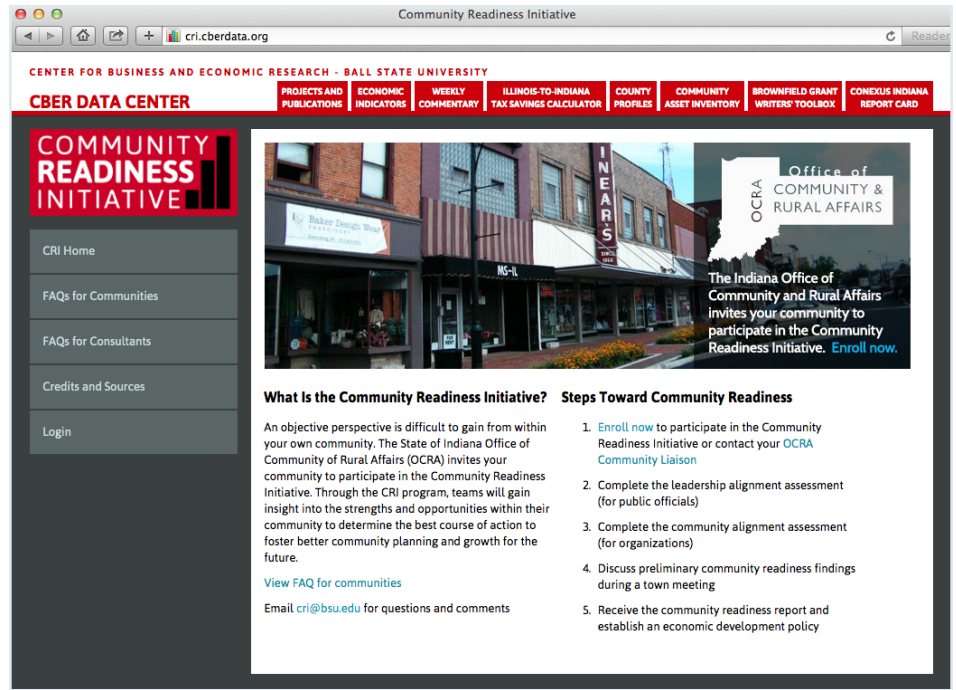 Community Readiness Initiative
cri.cberdata.org
Reader
CENTER FOR BUSINESS AND ECONOMIC RESEARCH - BALL STATE UNIVERSITY
CBER DATA CENTER
PROJECTS AND
PUBLICATIONS
ECONOMIC
INDICATORS
WEEKLY
COMMENTARY
ILLINOIS-TO-INDIANA
TAX SAVINGS CALCULATOR
COUNTY
PROFILES
COMMUNITY
ASSET INVENTORY
BROWNFIELD GRANT
WRITERS' TOOLBOX
CONEXUS INDIANA
REPORT CARD
COMMUNITY
READINESS
INITIATIVE
CRI Home
FAQs for Communities
FAQs for Consultants
Credits and Sources
Login
Baker Design Wear
EMBROIDERY
MS-IL
INEAR'S
SINCE
FOR
RENT
OCRA
Office of
COMMUNITY &
RURAL AFFAIRS
The Indiana Office of
Community and Rural Affairs
invites your community to
participate in the Community
Readiness Initiative. Enroll now.
What Is the Community Readiness Initiative?
An objective perspective is difficult to gain from within
your own community. The State of Indiana Office of
Community of Rural Affairs (OCRA) invites your
community to participate in the Community Readiness
Initiative. Through the CRI program, teams will gain
insight into the strengths and opportunities within their
community to determine the best course of action to
foster better community planning and growth for the
future.
View FAQ for communities
Email cri@bsu.edu for questions and comments
Steps Toward Community Readiness
1. Enroll now to participate in the Community
Readiness Initiative or contact your OCRA
Community Liaison
2. Complete the leadership alignment assessment
(for public officials)
3. Complete the community alignment assessment
(for organizations)
4. Discuss preliminary community readiness findings
during a town meeting
5. Receive the community readiness report and
establish an economic development policy